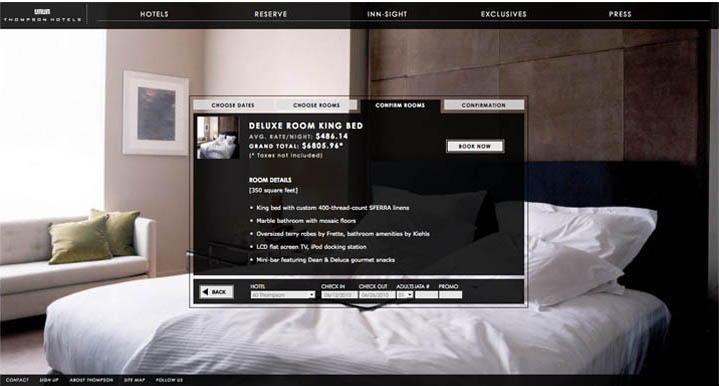 THOMPSON HOTELS
HOTELS RESERVE INN-SIGHT EXCLUSIVES PRESS
CHOOSE DATES CHOOSE ROOMS CONFIRM ROOMS CONFIRMATION
DELUXE ROOM KING BED
AVG. RATE/NIGHT: $486.14
GRAND TOTAL: $6805.96*
(* Taxes not included)
BOOK NOW
ROOM DETAILS
[350 square feet]
• King bed with custom 400-thread-count SFERRA linens
• Marble bathroom with mosaic floors
• Oversized terry robes by Frette, bathroom amenities by Kiehls
• LCD flat screen TV, iPod docking station
• Mini-bar featuring Dean & Deluca gourmet snacks
BACK
HOTEL CHECK IN CHECK OUT ADULTS IATA # PROMO
60 Thompson 06/12/2010 06/26/2010 01
CONTACT SIGN UP ABOUT THOMPSON SITE MAP FOLLOW US